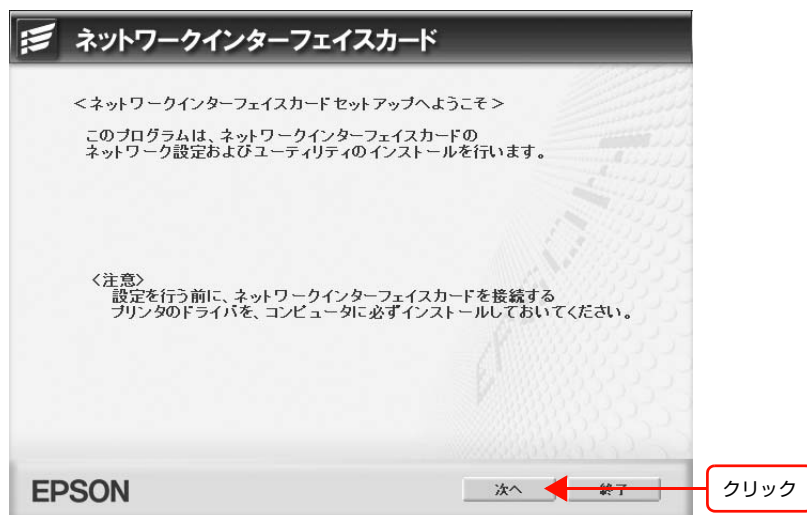 ネットワークインターフェイスカード
<ネットワークインターフェイスカードセットアップへようこそ>
このプログラムは、ネットワークインターフェイスカードの
ネットワーク設定およびユーティリティのインストールを行います。
〈注意〉
設定を行う前に、ネットワークインターフェイスカードを接続する
プリンタのドライバを、コンピュータに必ずインストールしておいてください。
EPSON
EPSON
次へ
終了
クリック